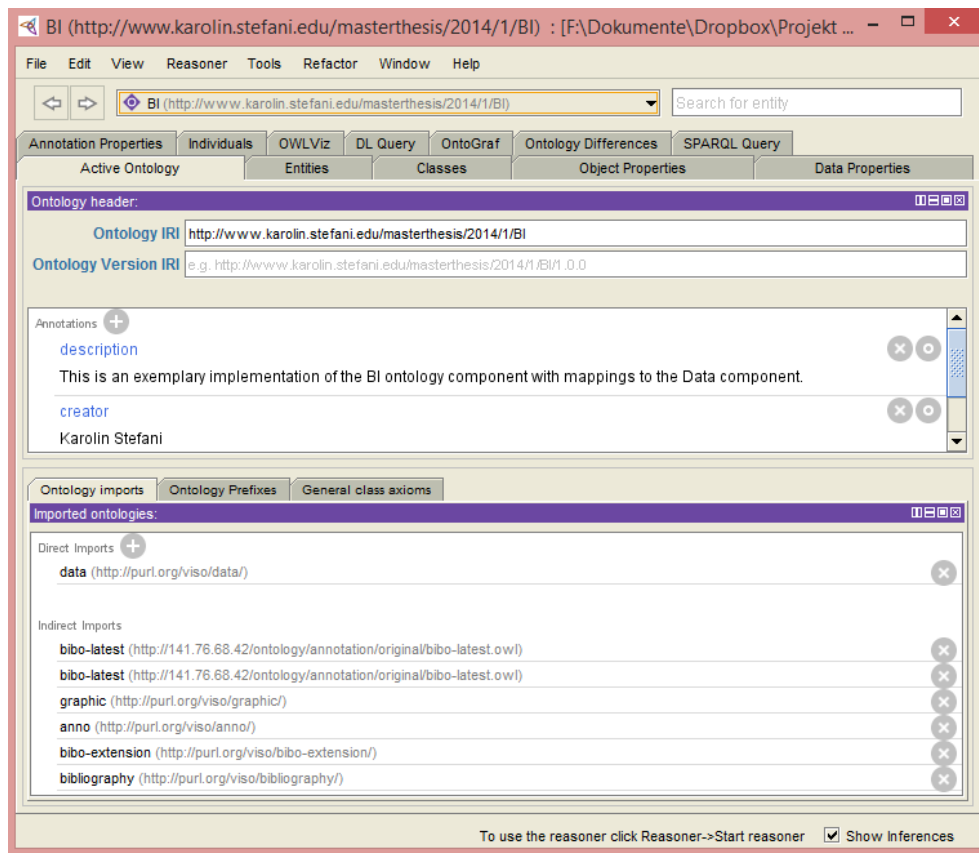 BI (http://www.karolin.stefani.edu/masterthesis/2014/1/BI) : [F:\Dokumente\Dropbox\Projekt ...
File Edit View Reasoner Tools Refactor Window Help
BI (http://www.karolin.stefani.edu/masterthesis/2014/1/BI) Search for entity
Annotation Properties Individuals OWLViz DL Query OntoGraf Ontology Differences SPARQL Query
Active Ontology Entities Classes Object Properties Data Properties
Ontology header:
Ontology IRI http://www.karolin.stefani.edu/masterthesis/2014/1/BI
Ontology Version IRI e.g. http://www.karolin.stefani.edu/masterthesis/2014/1/BI/1.0.0
Annotations
description
This is an exemplary implementation of the BI ontology component with mappings to the Data component.
creator
Karolin Stefani
Ontology imports Ontology Prefixes General class axioms
Imported ontologies:
Direct Imports
data (http://purl.org/viso/data/)
Indirect Imports
bibo-latest (http://141.76.68.42/ontology/annotation/original/bibo-latest.owl)
bibo-latest (http://141.76.68.42/ontology/annotation/original/bibo-latest.owl)
graphic (http://purl.org/viso/graphic/)
anno (http://purl.org/viso/anno/)
bibo-extension (http://purl.org/viso/bibo-extension/)
bibliography (http://purl.org/viso/bibliography/)
To use the reasoner click Reasoner->Start reasoner Show Inferences